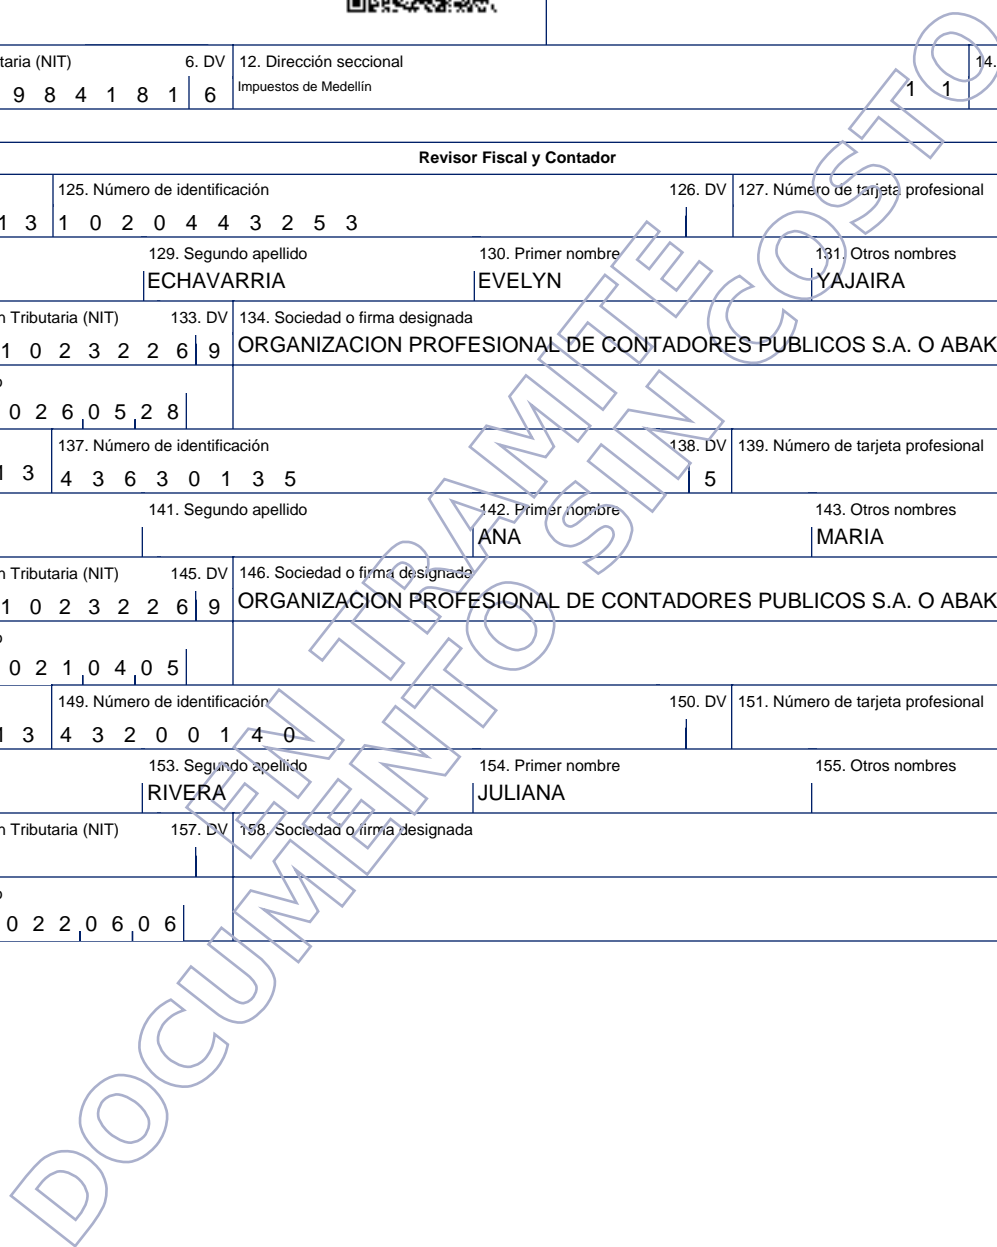 taria (NIT) 6. DV 12. Dirección seccional 14.
9 8 4 1 8 1 6 Impuestos de Medellín 1 1
Revisor Fiscal y Contador
125. Número de identificación 126. DV 127. Número de tarjeta profesional
1 3 1 0 2 0 4 4 3 2 5 3
129. Segundo apellido 130. Primer nombre 131. Otros nombres
ECHAVARRIA EVELYN YAJAIRA
n Tributaria (NIT) 133. DV 134. Sociedad o firma designada
1 0 2 3 2 2 6 9 ORGANIZACION PROFESIONAL DE CONTADORES PUBLICOS S.A. O ABAK
o
0 2 6 0 5 2 8
137. Número de identificación 138. DV 139. Número de tarjeta profesional
1 3 4 3 6 3 0 1 3 5 5
141. Segundo apellido 142. Primer nombre 143. Otros nombres
ANA MARIA
n Tributaria (NIT) 145. DV 146. Sociedad o firma designada
1 0 2 3 2 2 6 9 ORGANIZACION PROFESIONAL DE CONTADORES PUBLICOS S.A. O ABAK
o
0 2 1 0 4 0 5
149. Número de identificación 150. DV 151. Número de tarjeta profesional
1 3 4 3 2 0 0 1 4 0
153. Segundo apellido 154. Primer nombre 155. Otros nombres
RIVERA JULIANA
n Tributaria (NIT) 157. DV 158. Sociedad o firma designada
o
0 2 2 0 6 0 6
EN TRAMITE
DOCUMENTO SIN COSTO